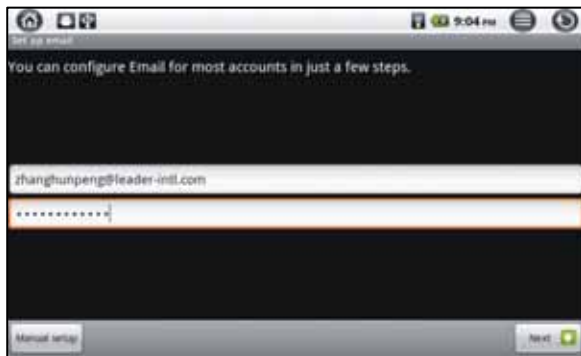 9:04 PM
Set up email
You can configure Email for most accounts in just a few steps.
zhanghunpeng@leader-intl.com
••••••••••••
Manual setup
Next